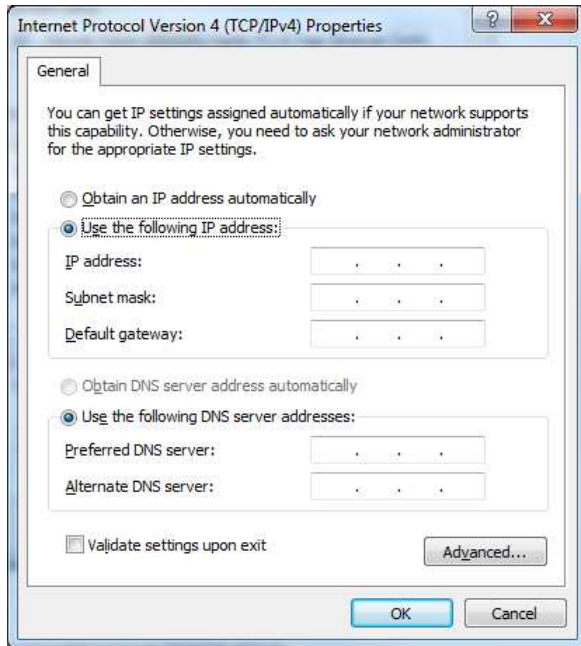 Internet Protocol Version 4 (TCP/IPv4) Properties
General
You can get IP settings assigned automatically if your network supports
this capability. Otherwise, you need to ask your network administrator
for the appropriate IP settings.
Obtain an IP address automatically
Use the following IP address:
IP address:
. . .
Subnet mask:
. . .
Default gateway:
. . .
Obtain DNS server address automatically
Use the following DNS server addresses:
Preferred DNS server:
. . .
Alternate DNS server:
. . .
Validate settings upon exit
Advanced...
OK
Cancel